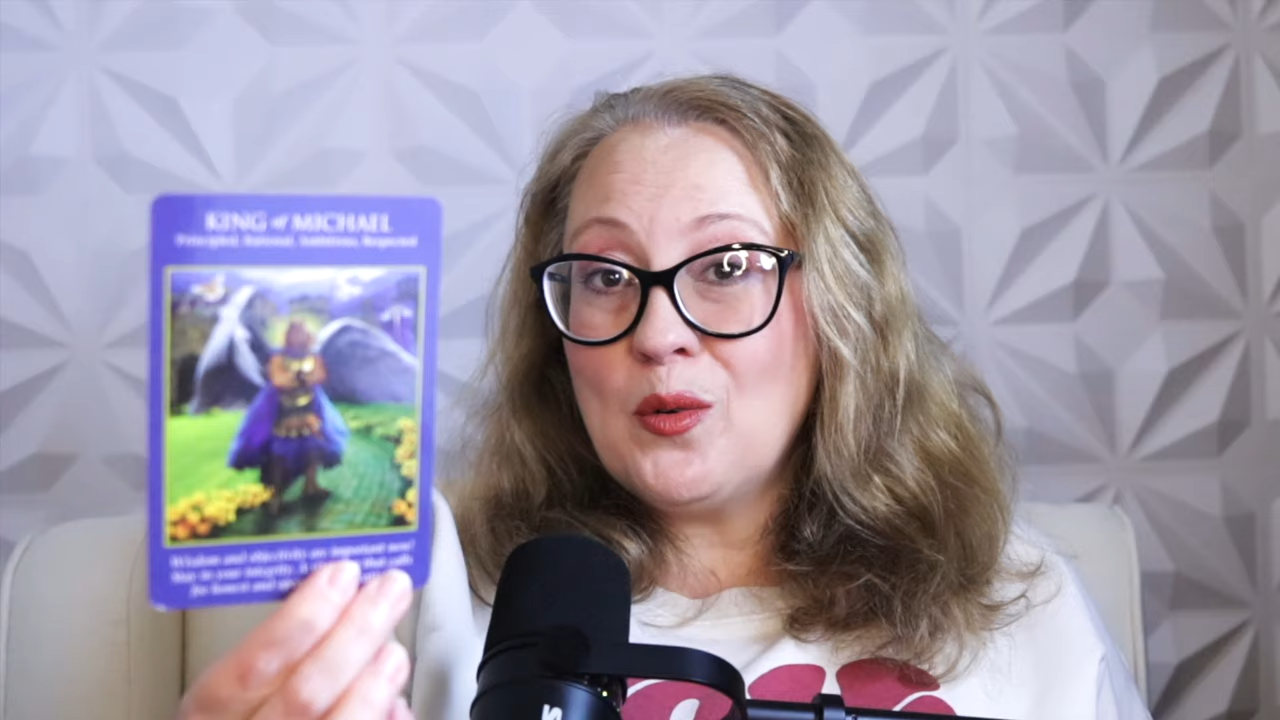 KING of MICHAEL
Principled, Rational, Ambitious, Respected
Wisdom and objectivity are important now!
Stay in your integrity. A that calls
for honest and
S